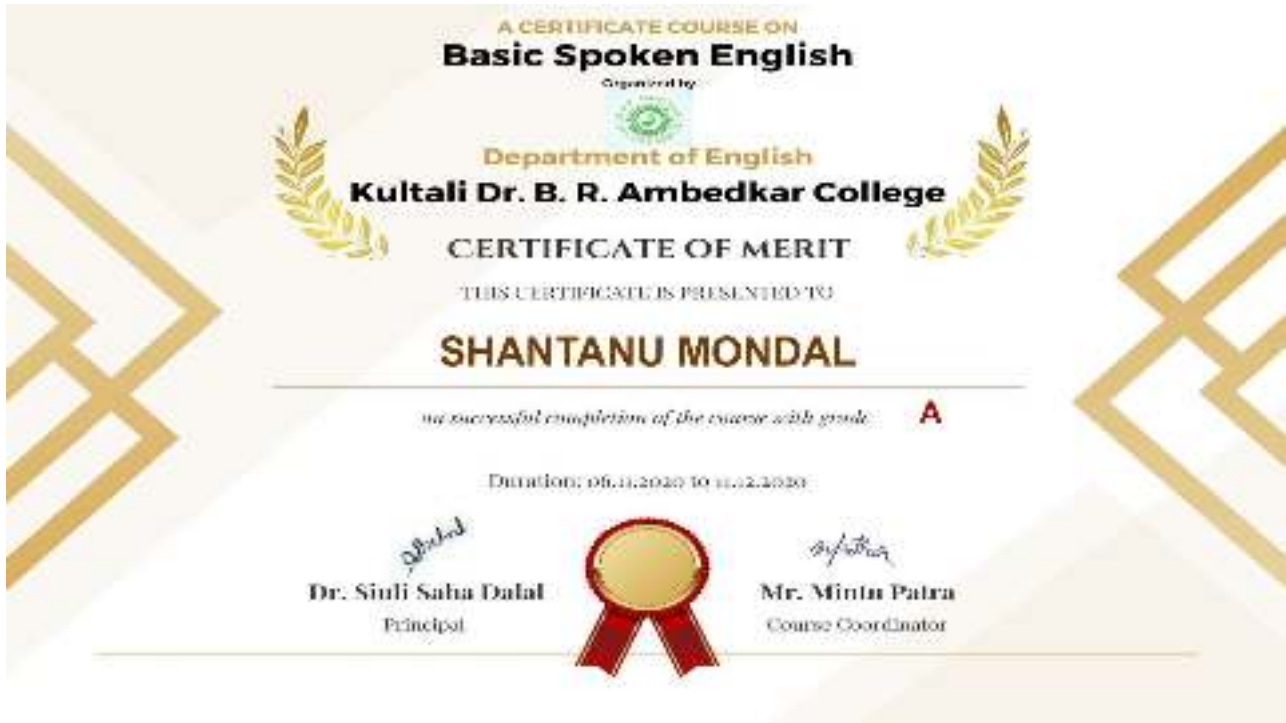 A CERTIFICATE COURSE ON
Basic Spoken English
Organized by
Department of English
Kultali Dr. B. R. Ambedkar College
CERTIFICATE OF MERIT
THIS CERTIFICATE IS PRESENTED TO
SHANTANU MONDAL
on successful completion of the course with grade A
Duration: 06.11.2020 to 11.12.2020
Dr. Siuli Saha Dalal Mr. Mintu Patra
Principal Course Coordinator